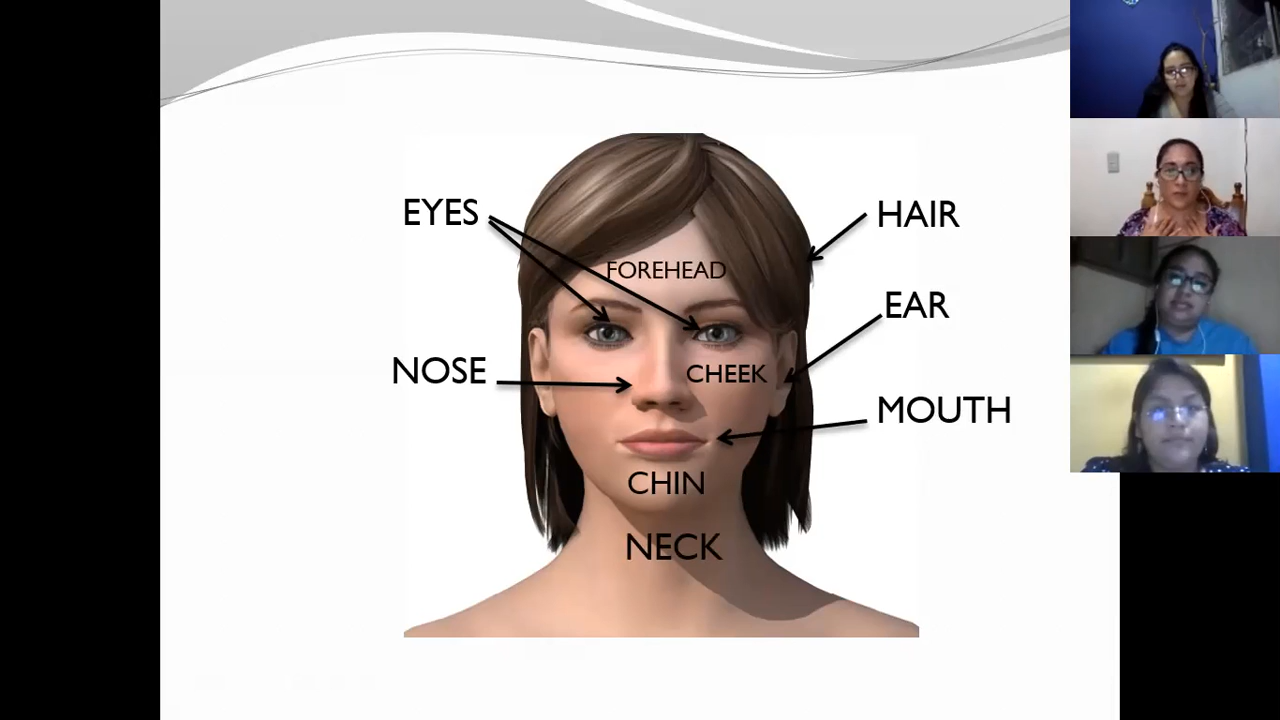 EYES
HAIR
FOREHEAD
EAR
NOSE
CHEEK
MOUTH
CHIN
NECK